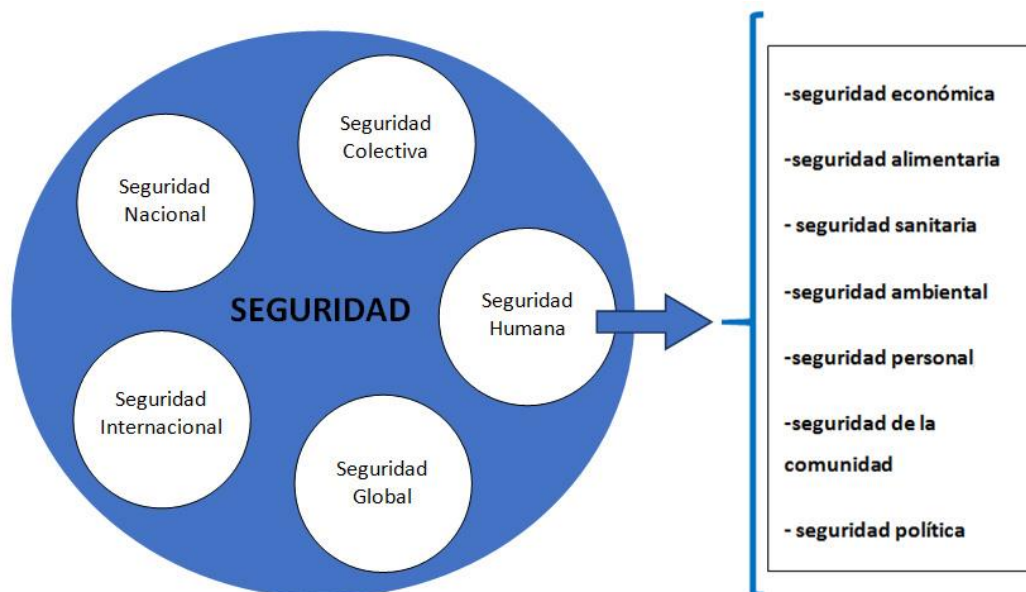 Seguridad
Colectiva
Seguridad
Nacional
SEGURIDAD
Seguridad
Humana
Seguridad
Internacional
Seguridad
Global
-seguridad económica
-seguridad alimentaria
- seguridad sanitaria
-seguridad ambiental
-seguridad personal
-seguridad de la
comunidad
- seguridad política